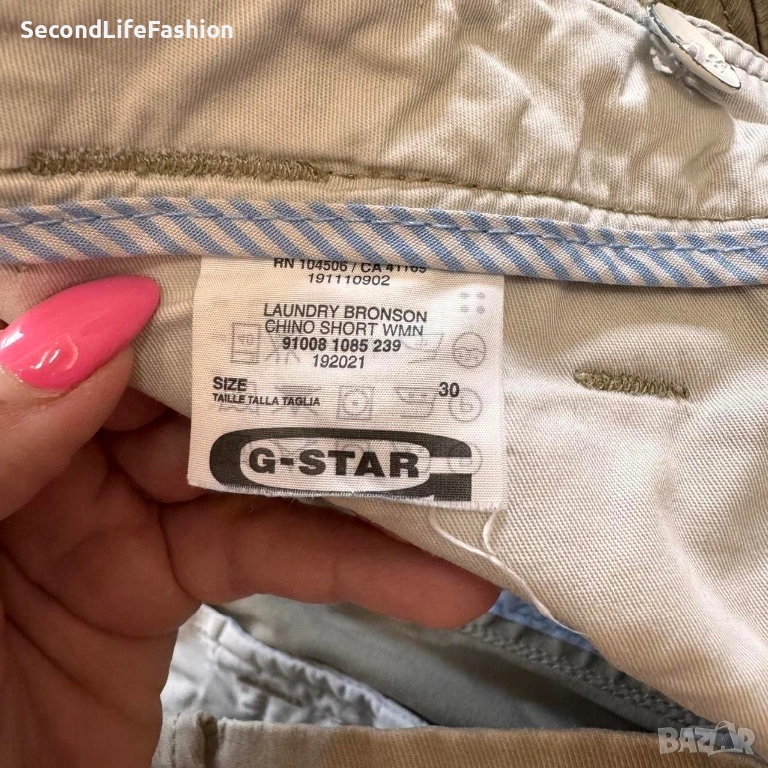 SecondLifeFashion
RN 104506 / CA 41169
191110902
LAUNDRY BRONSON
CHINO SHORT WMN
91008 1085 239
192021
SIZE 30
TAILLE TALLA TAGLIA
G-STAR
BAZAR